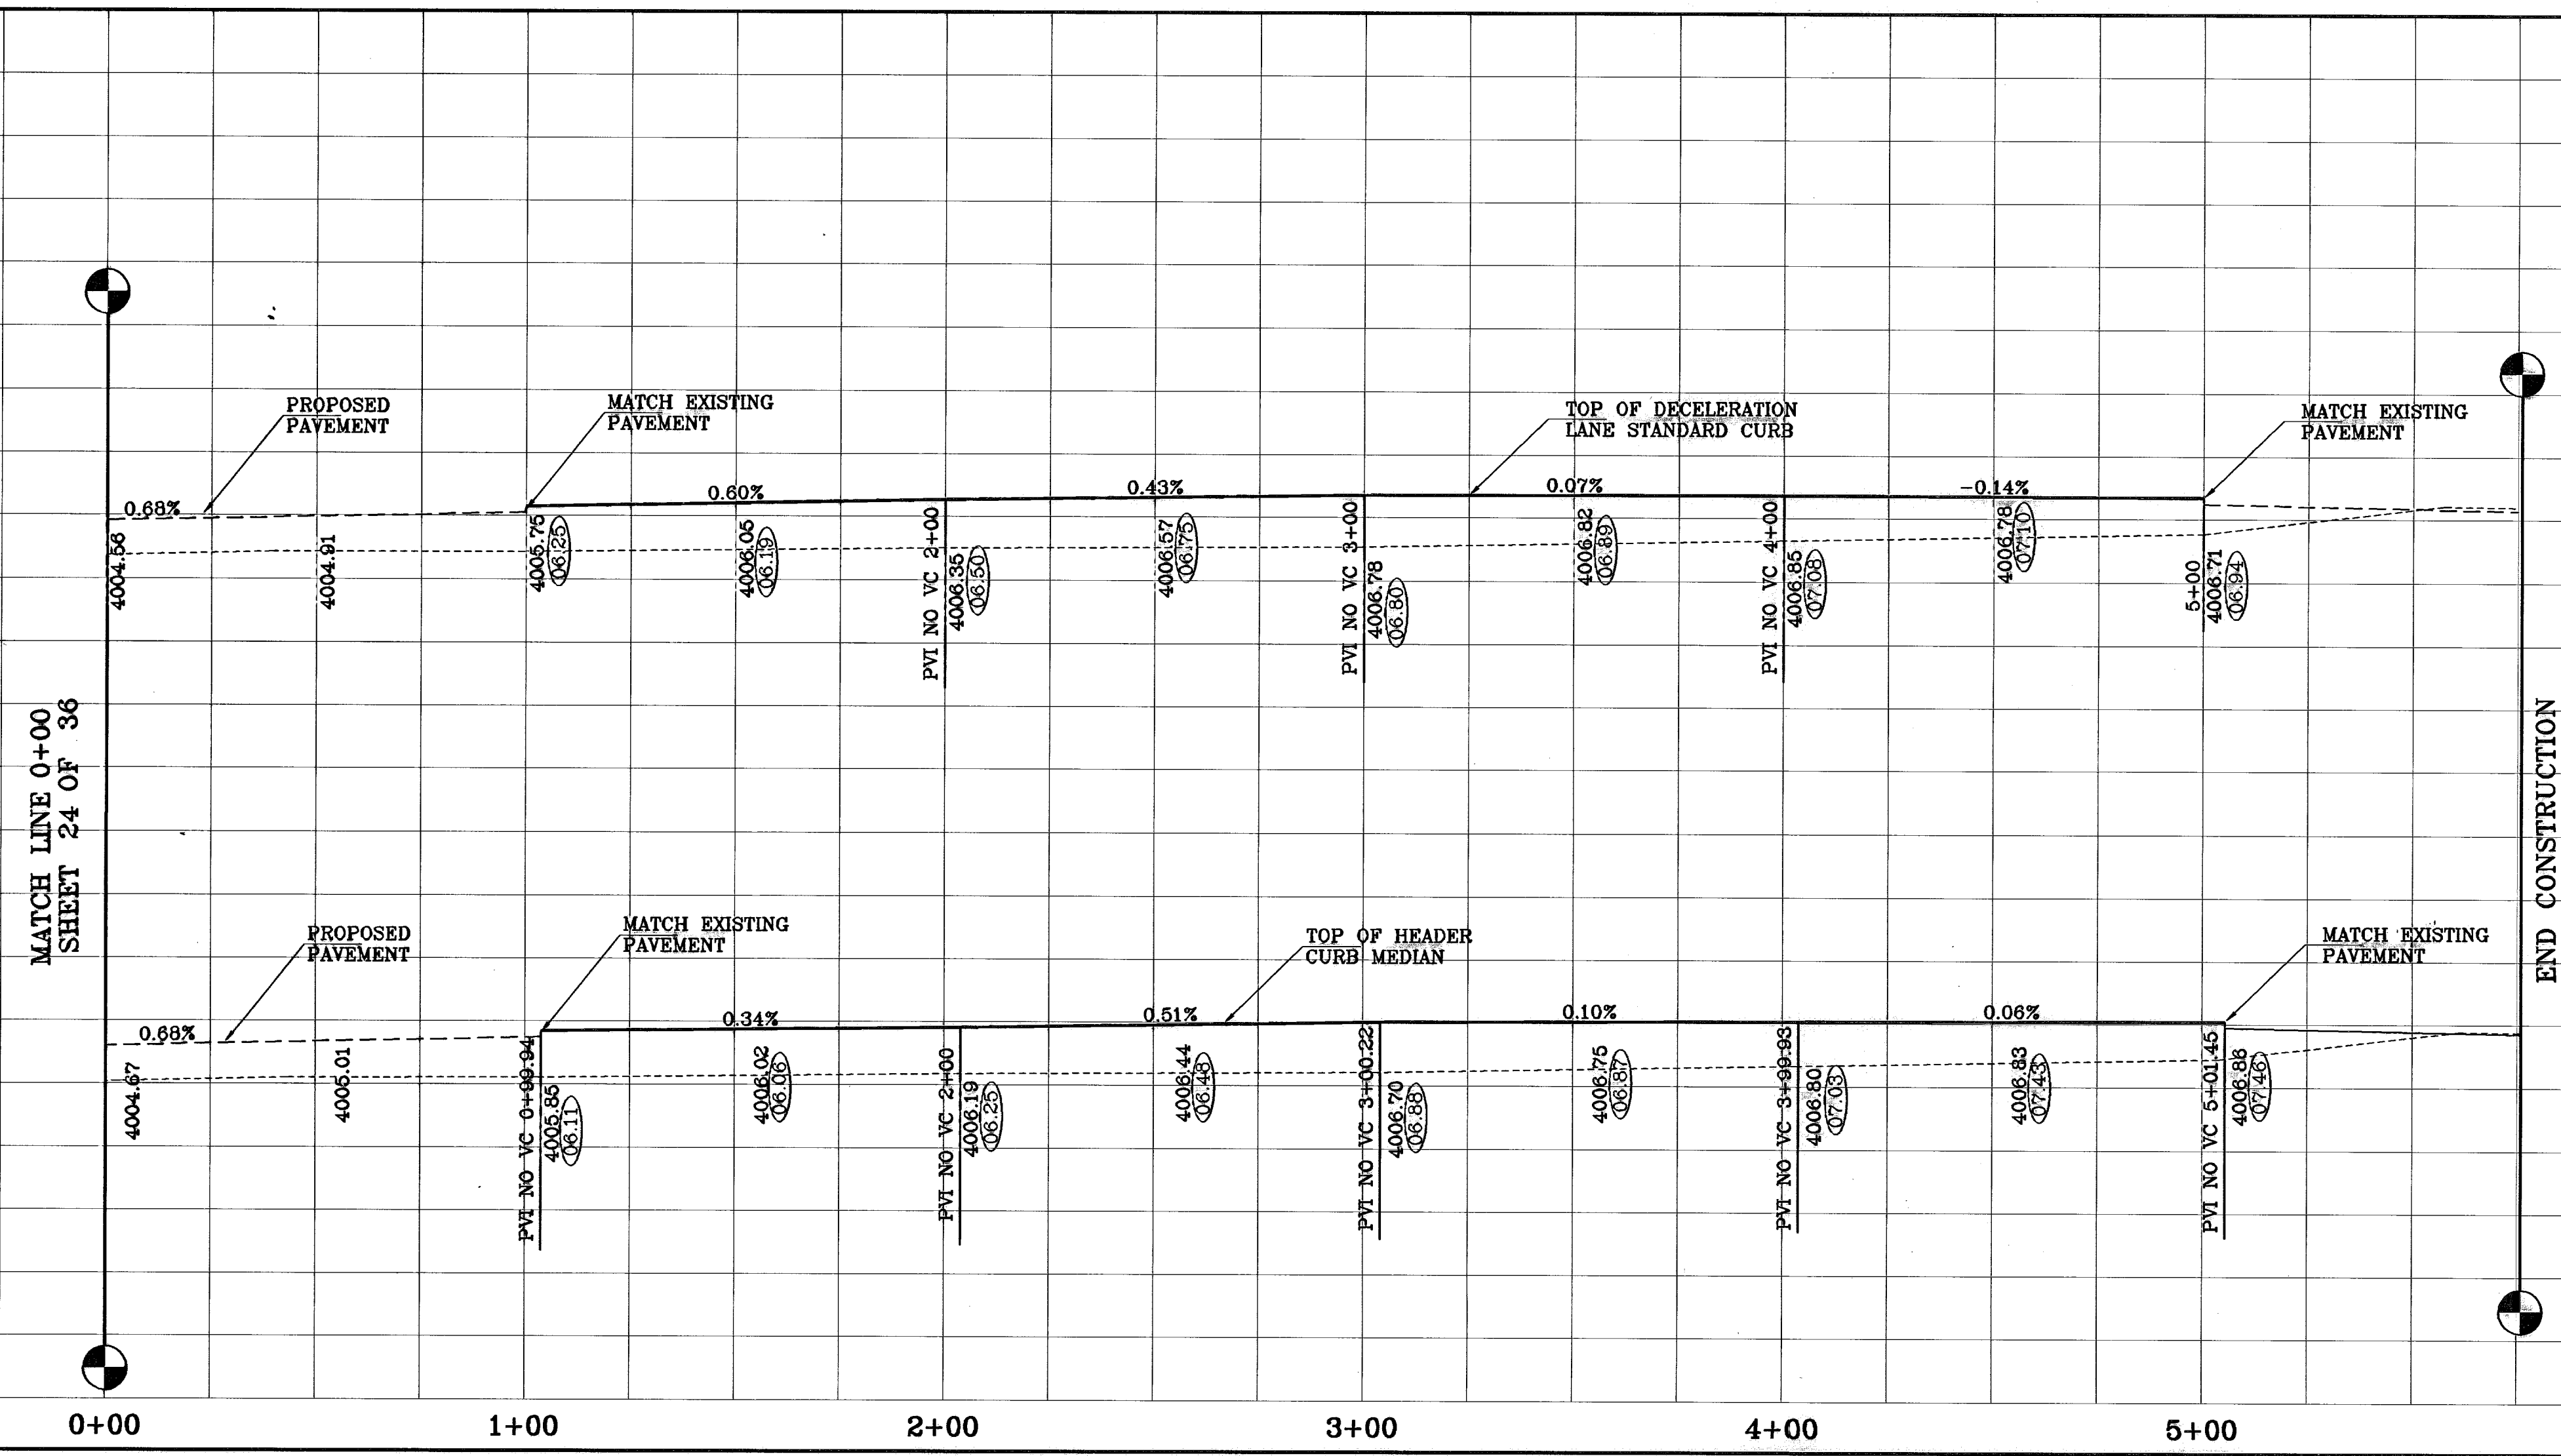 MATCH LINE 0+00
SHEET 24 OF 36
PROPOSED
PAVEMENT
MATCH EXISTING
PAVEMENT
TOP OF DECELERATION
LANE STANDARD CURB
MATCH EXISTING
PAVEMENT
0.68%
0.60%
0.43%
0.07%
-0.14%
4004.56
4004.91
4005.75
06.25
4006.05
06.19
PVI NO VC 2+00
4006.35
06.50
4006.57
06.75
PVI NO VC 3+00
4006.78
06.80
4006.82
06.89
PVI NO VC 4+00
4006.85
07.08
4006.78
07.10
5+00
4006.71
06.94
PROPOSED
PAVEMENT
MATCH EXISTING
PAVEMENT
TOP OF HEADER
CURB MEDIAN
MATCH EXISTING
PAVEMENT
0.68%
0.34%
0.51%
0.10%
0.06%
4004.67
4005.01
PVI NO VC 0+99.94
4005.85
06.11
4006.02
06.06
PVI NO VC 2+00
4006.19
06.25
4006.44
06.48
PVI NO VC 3+00.22
4006.70
06.88
4006.75
06.87
PVI NO VC 3+99.93
4006.80
07.03
4006.83
07.43
PVI NO VC 5+01.45
4006.88
07.46
END CONSTRUCTION
0+00
1+00
2+00
3+00
4+00
5+00